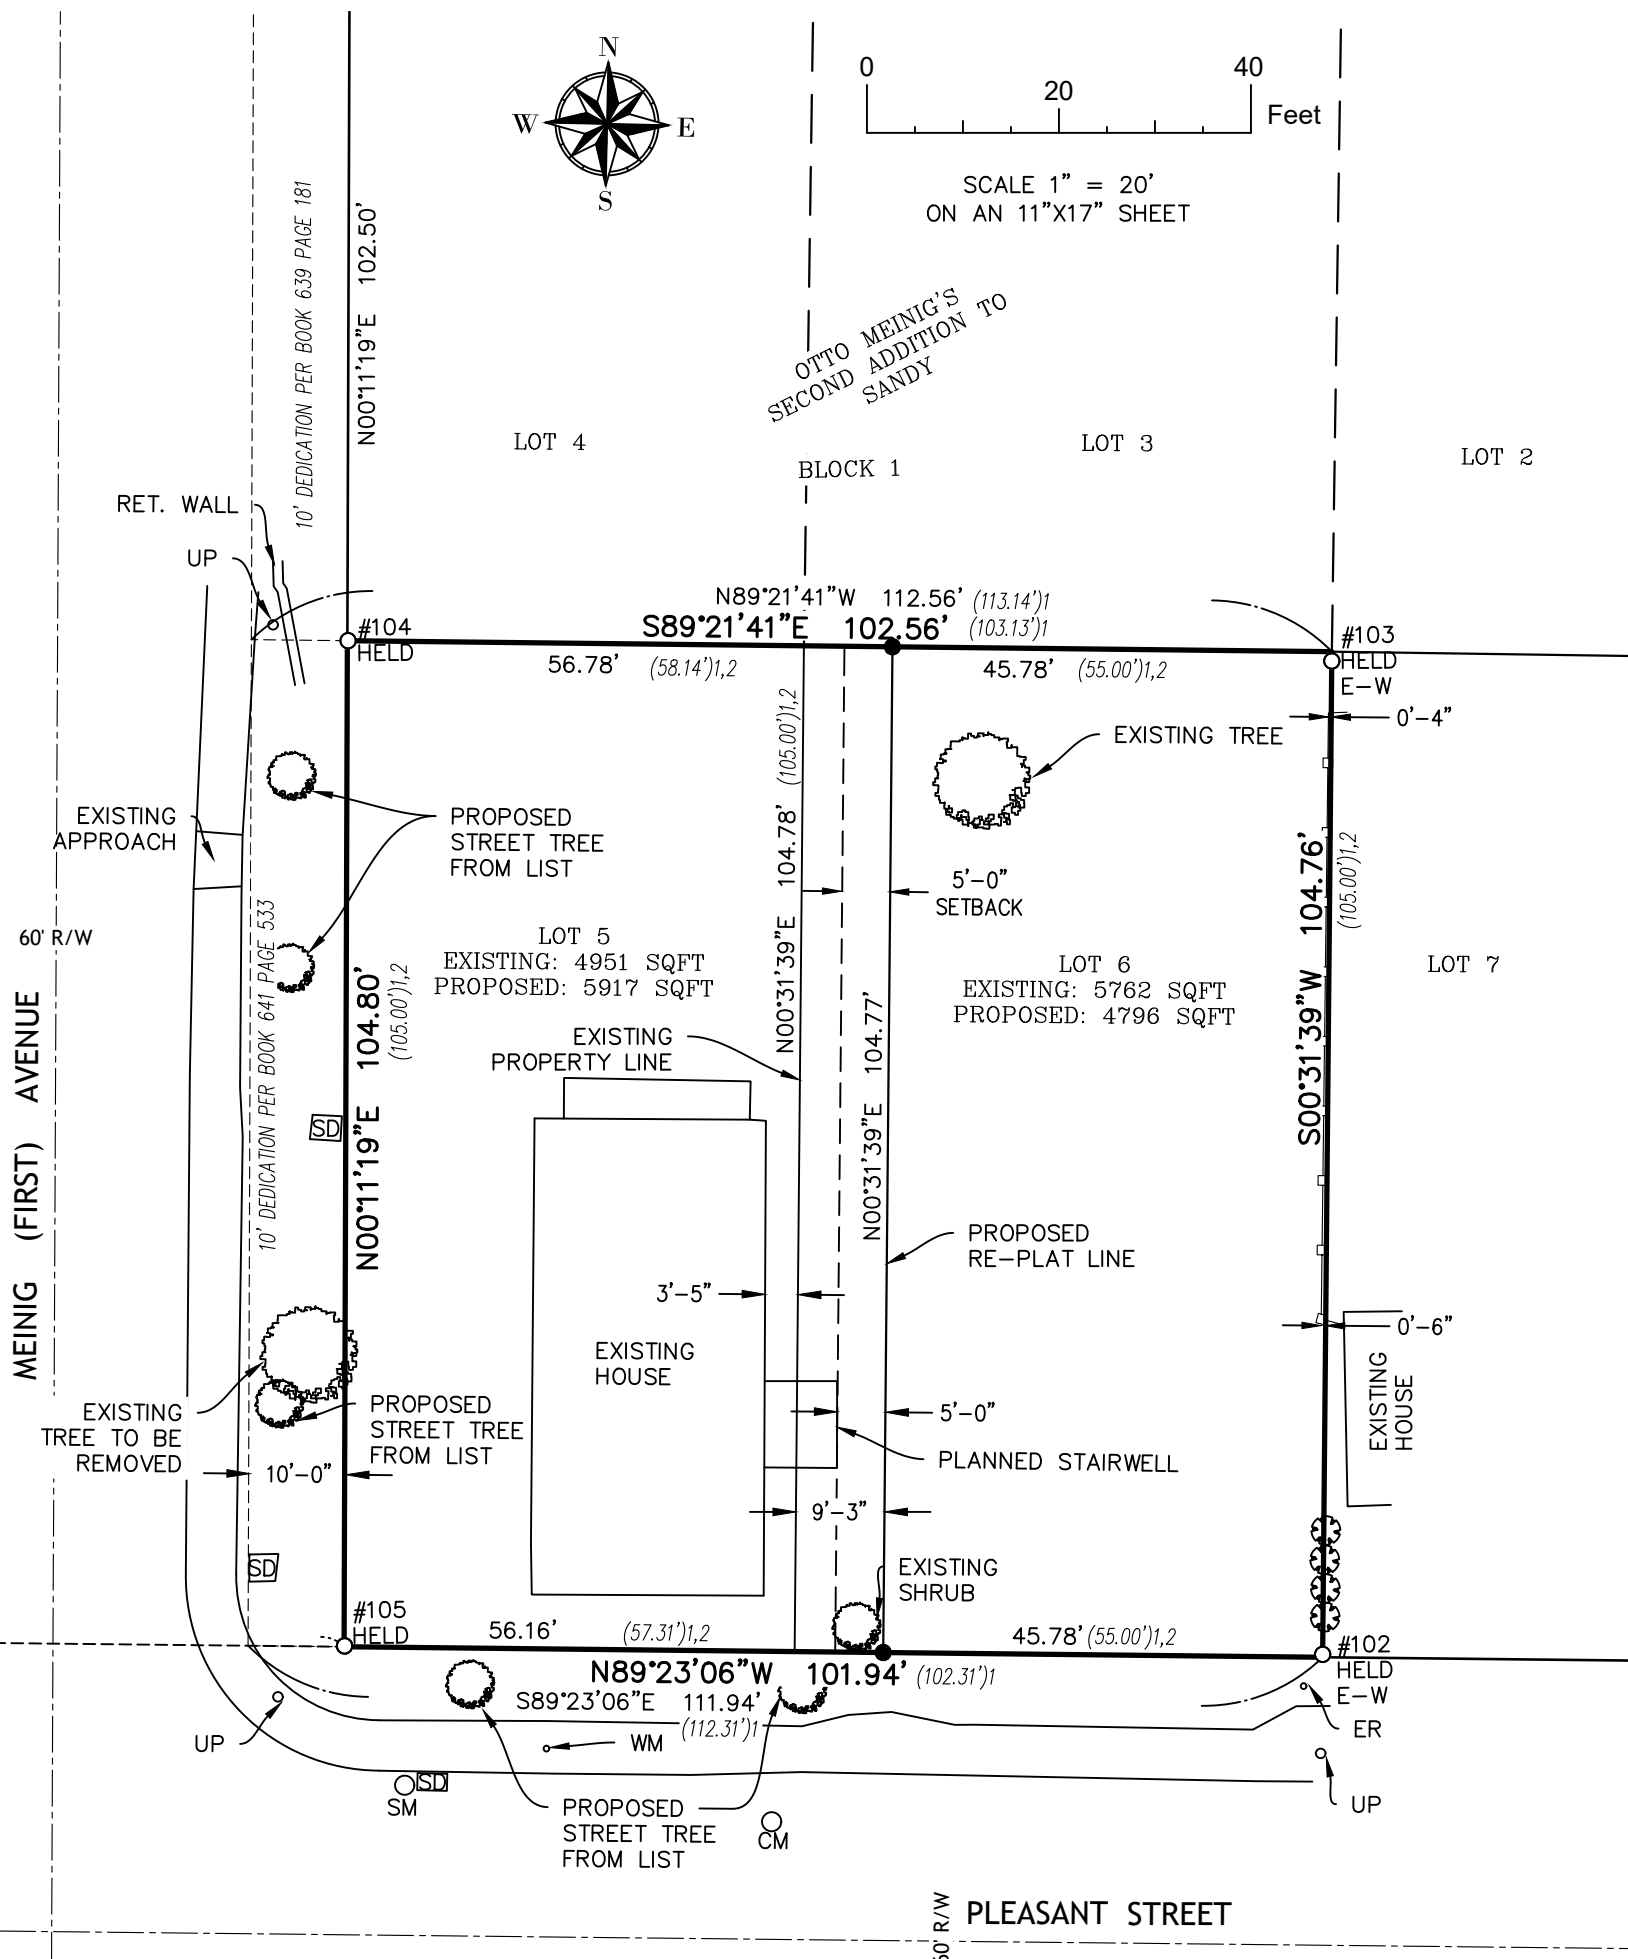 N
W
E
S
0
20
40
Feet
SCALE 1" = 20'
ON AN 11"X17" SHEET
10' DEDICATION PER BOOK 639 PAGE 181
N00°11'19"E 102.50'
OTTO MEINIG'S
SECOND ADDITION TO
SANDY
LOT 4
BLOCK 1
LOT 3
LOT 2
RET. WALL
UP
#104
HELD
N89°21'41"W 112.56' (113.14')1
S89°21'41"E 102.56' (103.13')1
56.78' (58.14')1,2
45.78' (55.00')1,2
#103
HELD
E-W
0'-4"
EXISTING TREE
EXISTING
APPROACH
PROPOSED
STREET TREE
FROM LIST
N00°31'39"E 104.78' (105.00')1,2
5'-0"
SETBACK
S00°31'39"W 104.76'
(105.00')1,2
60' R/W
MEINIG (FIRST) AVENUE
10' DEDICATION PER BOOK 641 PAGE 533
N00°11'19"E 104.80'
(105.00')1,2
LOT 5
EXISTING: 4951 SQFT
PROPOSED: 5917 SQFT
LOT 6
EXISTING: 5762 SQFT
PROPOSED: 4796 SQFT
LOT 7
EXISTING
PROPERTY LINE
N00°31'39"E 104.77'
SD
PROPOSED
RE-PLAT LINE
3'-5"
EXISTING
HOUSE
0'-6"
EXISTING
HOUSE
EXISTING
TREE TO BE
REMOVED
PROPOSED
STREET TREE
FROM LIST
10'-0"
5'-0"
PLANNED STAIRWELL
9'-3"
SD
EXISTING
SHRUB
#105
HELD
56.16' (57.31')1,2
45.78' (55.00')1,2
#102
HELD
E-W
N89°23'06"W 101.94' (102.31')1
S89°23'06"E 111.94'
(112.31')1
UP
WM
ER
SM
SD
PROPOSED
STREET TREE
FROM LIST
CM
UP
60' R/W
PLEASANT STREET